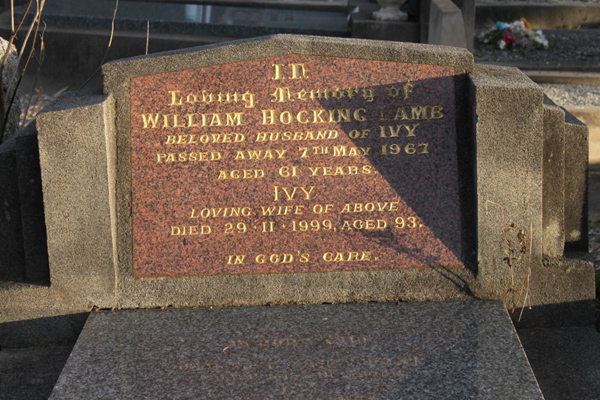 In
Loving Memory of
WILLIAM HOCKING LAMB
BELOVED HUSBAND OF IVY
PASSED AWAY 7TH MAY 1967
AGED 61 YEARS.
IVY
LOVING WIFE OF ABOVE
DIED 29·11·1999, AGED 93.
IN GOD'S CARE.